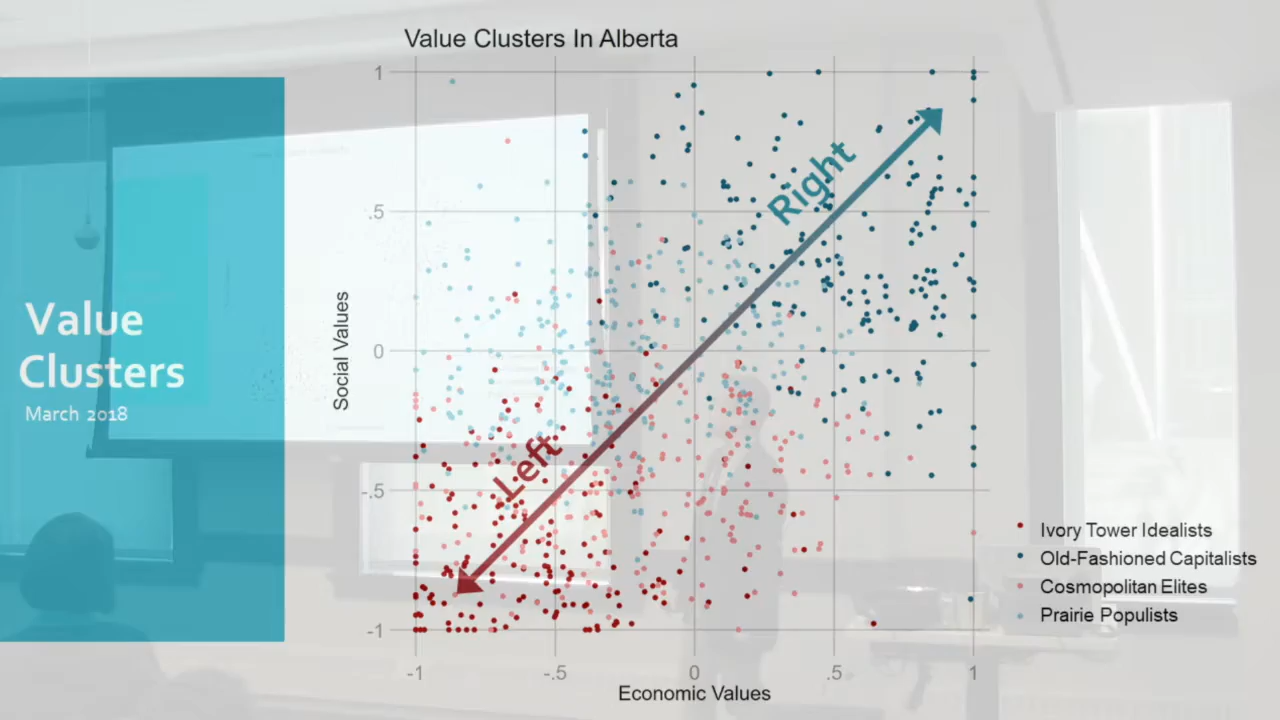 Value Clusters In Alberta
Value
Clusters
March 2018
Social Values
1
.5
0
-.5
-1
Right
Left
-1
-.5
0
.5
1
Economic Values
Ivory Tower Idealists
Old-Fashioned Capitalists
Cosmopolitan Elites
Prairie Populists